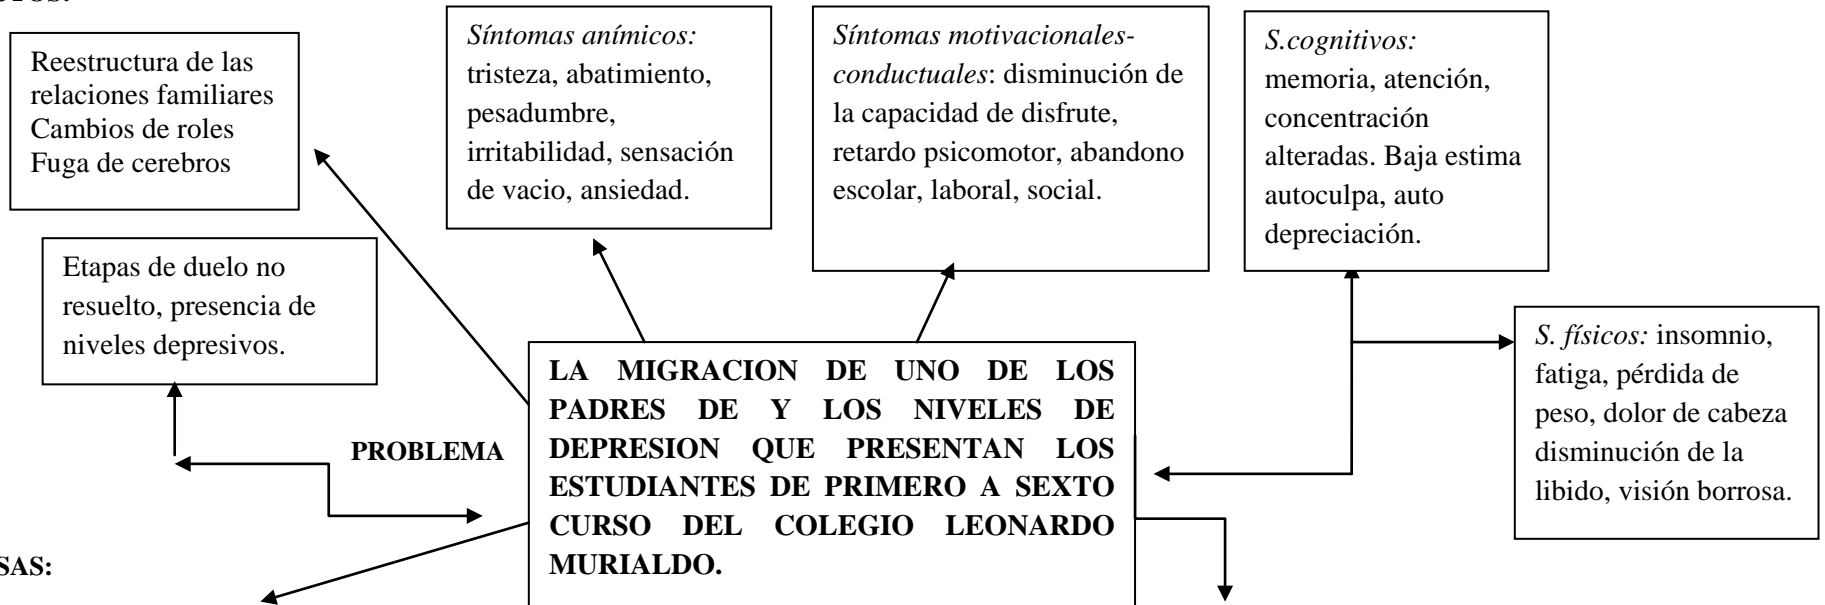 Reestructura de las
relaciones familiares
Cambios de roles
Fuga de cerebros
Síntomas anímicos:
tristeza, abatimiento,
pesadumbre,
irritabilidad, sensación
de vacio, ansiedad.
Síntomas motivacionales-
conductuales: disminución de
la capacidad de disfrute,
retardo psicomotor, abandono
escolar, laboral, social.
S.cognitivos:
memoria, atención,
concentración
alteradas. Baja estima
autoculpa, auto
depreciación.
Etapas de duelo no
resuelto, presencia de
niveles depresivos.
S. físicos: insomnio,
fatiga, pérdida de
peso, dolor de cabeza
disminución de la
libido, visión borrosa.
PROBLEMA
LA MIGRACION DE UNO DE LOS
PADRES DE Y LOS NIVELES DE
DEPRESION QUE PRESENTAN LOS
ESTUDIANTES DE PRIMERO A SEXTO
CURSO DEL COLEGIO LEONARDO
MURIALDO.
SAS: